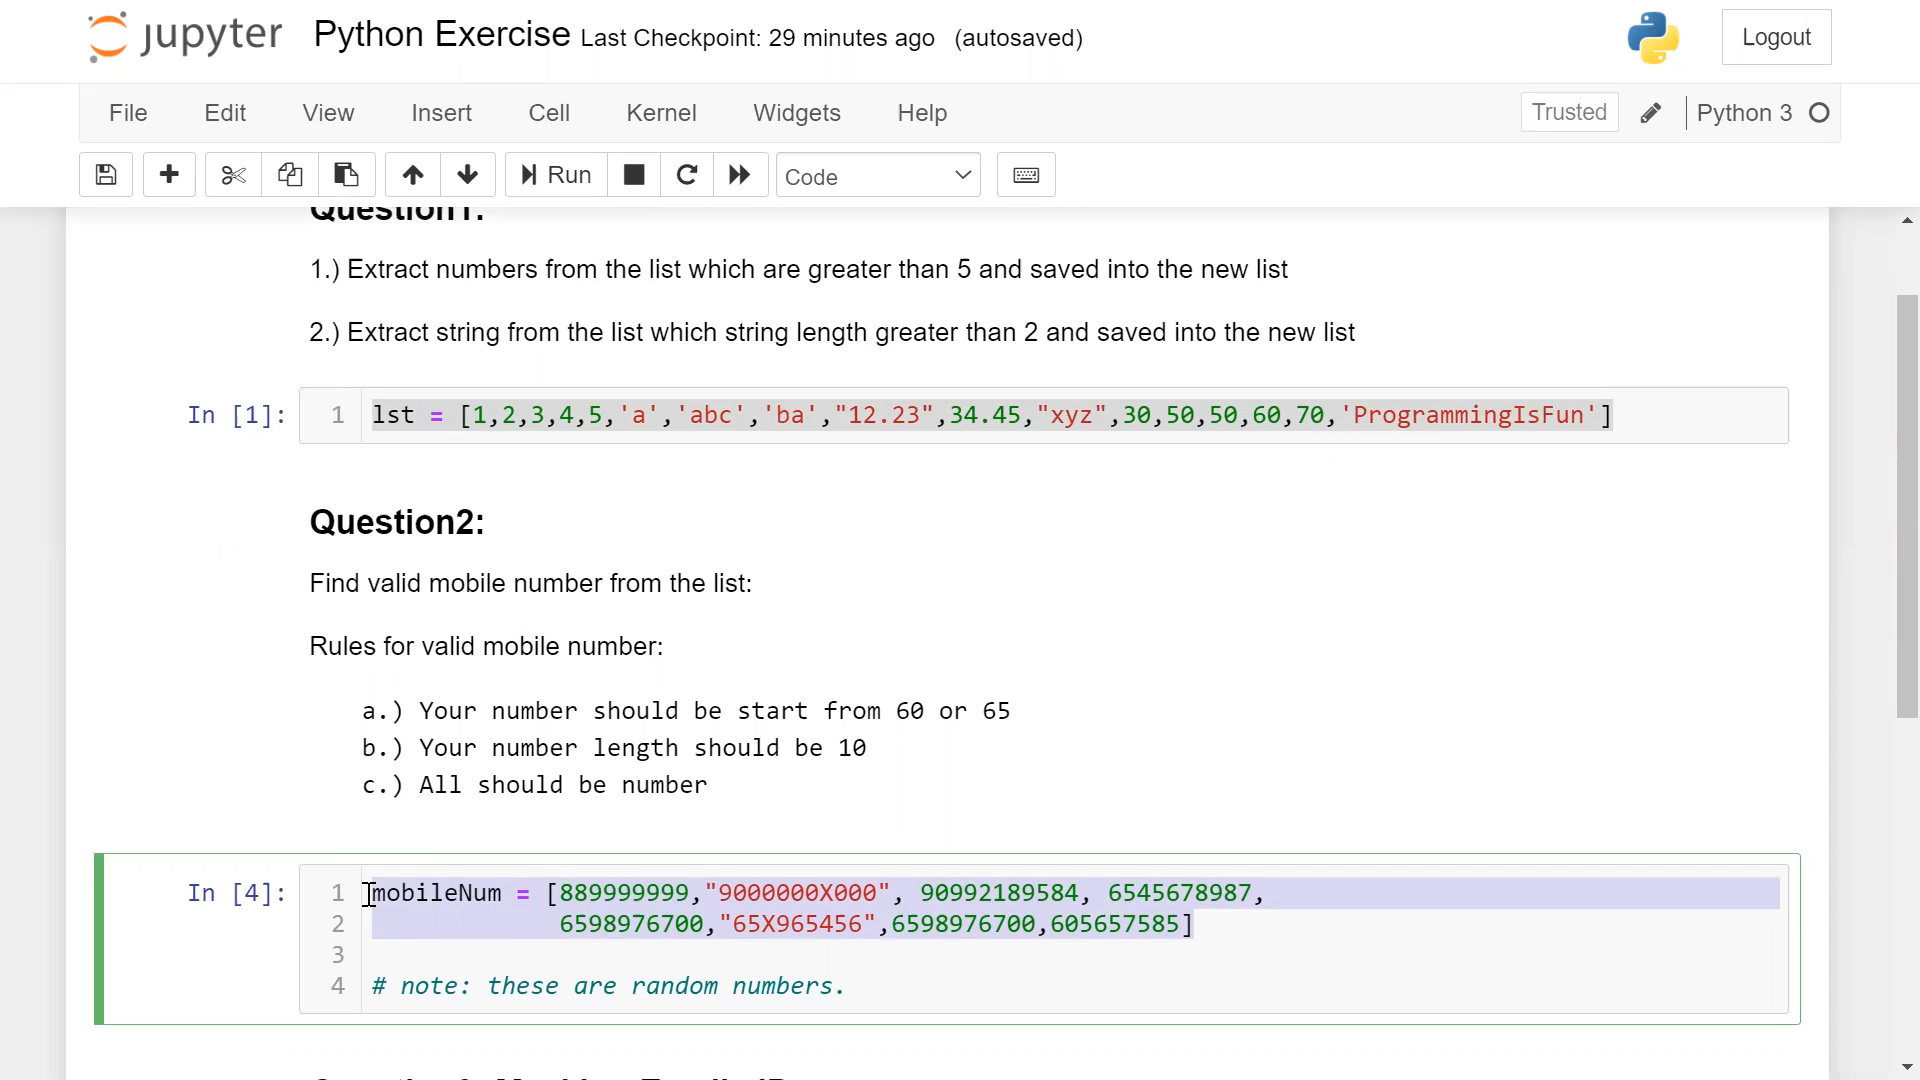 jupyter Python Exercise Last Checkpoint: 29 minutes ago (autosaved) Logout
File Edit View Insert Cell Kernel Widgets Help Trusted Python 3
Run Code
Question1:
1.) Extract numbers from the list which are greater than 5 and saved into the new list
2.) Extract string from the list which string length greater than 2 and saved into the new list
In [1]: 1 lst = [1,2,3,4,5,'a','abc','ba',"12.23",34.45,"xyz",30,50,50,60,70,'ProgrammingIsFun']
Question2:
Find valid mobile number from the list:
Rules for valid mobile number:
a.) Your number should be start from 60 or 65
b.) Your number length should be 10
c.) All should be number
In [4]: 1 mobileNum = [889999999,"9000000X000", 90992189584, 6545678987,
2 6598976700,"65X965456",6598976700,605657585]
3
4 # note: these are random numbers.